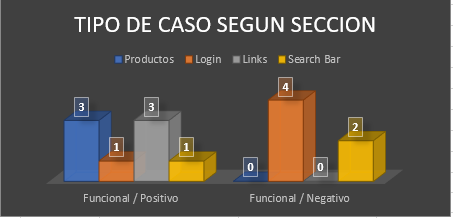 TIPO DE CASO SEGUN SECCION
Productos Login Links Search Bar
3 1 3 1 0 4 0 2
Funcional / Positivo Funcional / Negativo